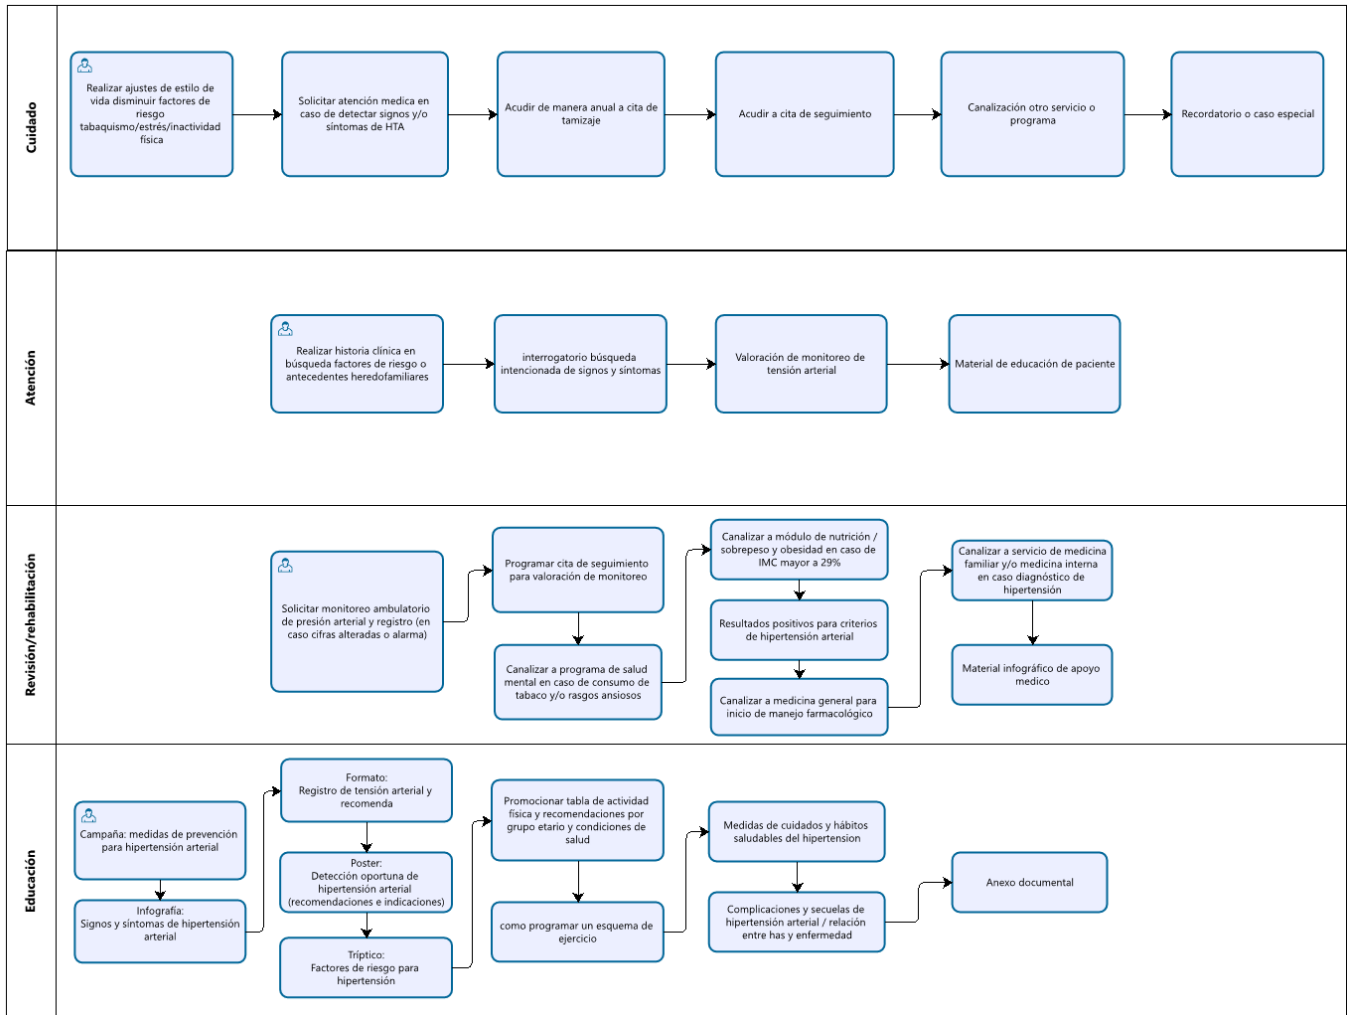 Cuidado
Realizar ajustes de estilo de
vida disminuir factores de
riesgo
tabaquismo/estrés/inactividad
física
Solicitar atención medica en
caso de detectar signos y/o
síntomas de HTA
Acudir de manera anual a cita de
tamizaje
Acudir a cita de seguimiento
Canalización otro servicio o
programa
Recordatorio o caso especial
Atención
Realizar historia clínica en
búsqueda factores de riesgo o
antecedentes heredofamiliares
interrogatorio búsqueda
intencionada de signos y síntomas
Valoración de monitoreo de
tensión arterial
Material de educación de paciente
Revisión/rehabilitación
Solicitar monitoreo ambulatorio
de presión arterial y registro (en
caso cifras alteradas o alarma)
Programar cita de seguimiento
para valoración de monitoreo
Canalizar a programa de salud
mental en caso de consumo de
tabaco y/o rasgos ansiosos
Canalizar a módulo de nutrición /
sobrepeso y obesidad en caso de
IMC mayor a 29%
Resultados positivos para criterios
de hipertensión arterial
Canalizar a medicina general para
inicio de manejo farmacológico
Canalizar a servicio de medicina
familiar y/o medicina interna
en caso diagnóstico de
hipertensión
Material infográfico de apoyo
medico
Educación
Campaña: medidas de prevención
para hipertensión arterial
Infografía:
Signos y síntomas de hipertensión
arterial
Formato:
Registro de tensión arterial y
recomenda
Poster:
Detección oportuna de
hipertensión arterial
(recomendaciones e indicaciones)
Tríptico:
Factores de riesgo para
hipertensión
Promocionar tabla de actividad
física y recomendaciones por
grupo etario y condiciones de
salud
como programar un esquema de
ejercicio
Medidas de cuidados y hábitos
saludables del hipertension
Complicaciones y secuelas de
hipertensión arterial / relación
entre has y enfermedad
Anexo documental